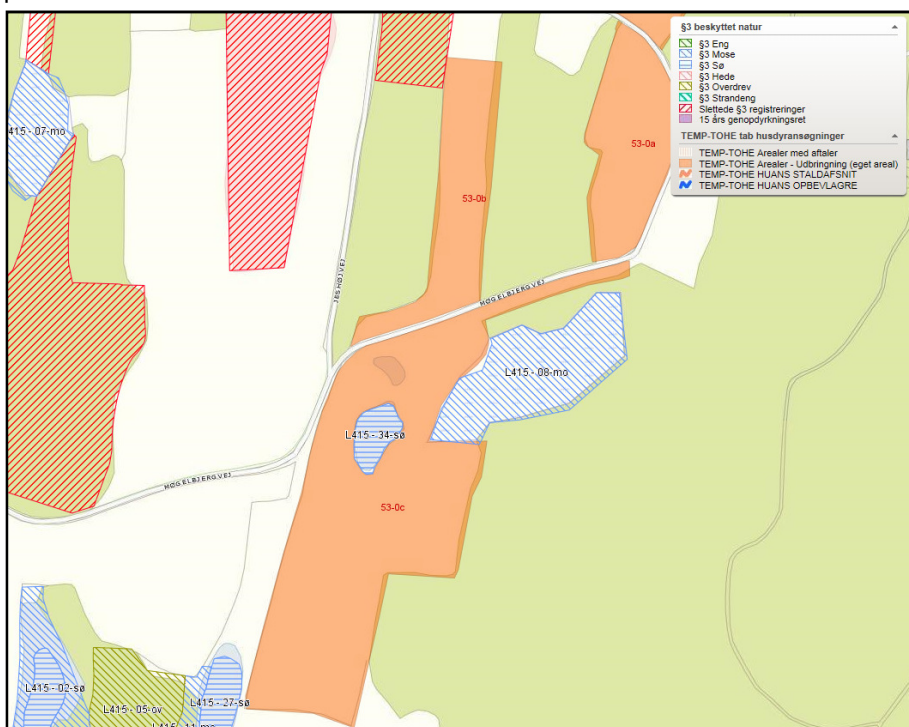 §3 beskyttet natur
§3 Eng
§3 Mose
§3 Sø
§3 Hede
§3 Overdrev
§3 Strandeng
Slettede §3 registreringer
15 års genopdyrkningsret
TEMP-TOHE tab husdyransøgninger
TEMP-TOHE Arealer med aftaler
TEMP-TOHE Arealer - Udbringning (eget areal)
TEMP-TOHE HUANS STALDAFSNIT
TEMP-TOHE HUANS OPBEVLAGRE
415 - 07-mo
53-0a
53-0b
HØGELBJERGVEJ
L415 - 08-mo
L415 - 34-sø
HØGELBJERGVEJ
53-0c
L415 - 02-sø
L415 - 27-sø
L415 - 05-ov
L415 - 11-mo